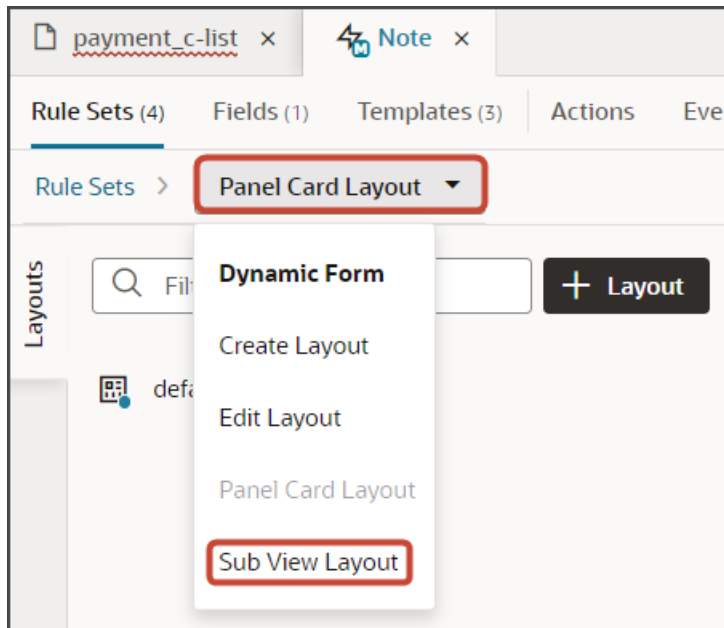 payment_c-list × Note ×
Rule Sets (4) Fields (1) Templates (3) Actions
Rule Sets > Panel Card Layout
Layouts
+ Layout
Dynamic Form
Create Layout
Edit Layout
Panel Card Layout
Sub View Layout